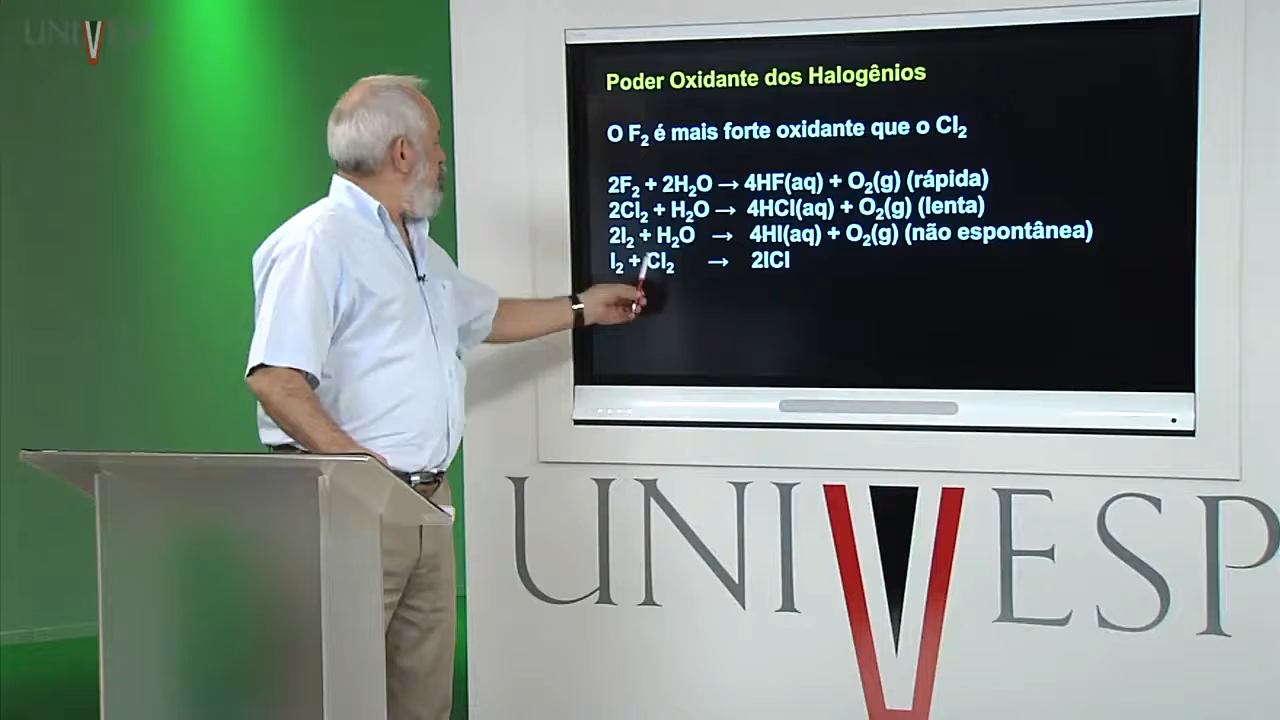 UNIVESP
Poder Oxidante dos Halogênios
O F₂ é mais forte oxidante que o Cl₂
2F₂ + 2H₂O → 4HF(aq) + O₂(g) (rápida)
2Cl₂ + H₂O → 4HCl(aq) + O₂(g) (lenta)
2I₂ + H₂O → 4HI(aq) + O₂(g) (não espontânea)
I₂ + Cl₂ → 2ICl
UNIVESP